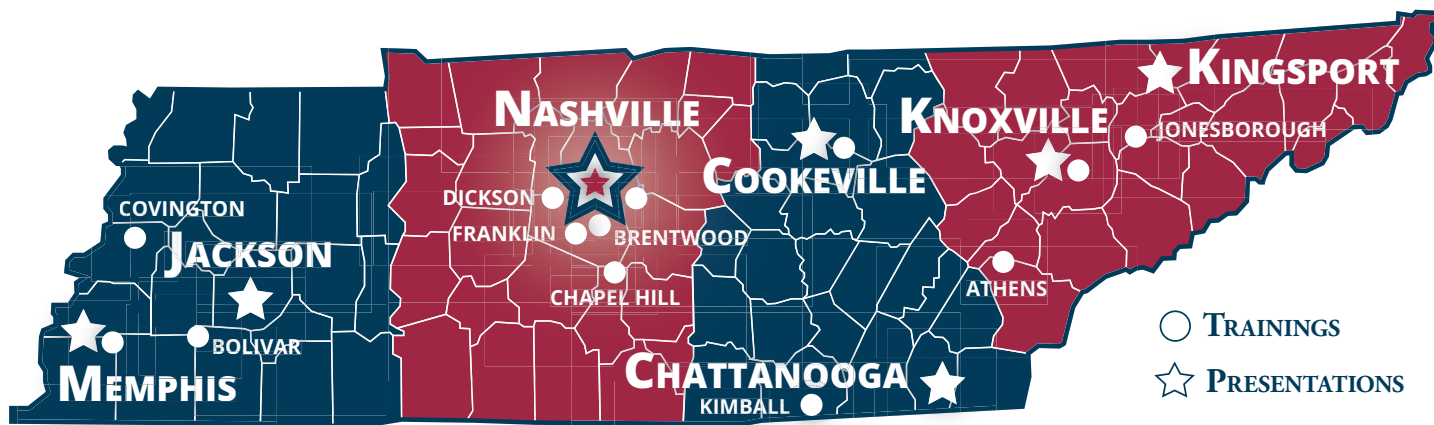 KINGSPORT
NASHVILLE
KNOXVILLE
JONESBOROUGH
COOKEVILLE
DICKSON
COVINGTON
FRANKLIN
BRENTWOOD
JACKSON
ATHENS
CHAPEL HILL
TRAININGS
BOLIVAR
CHATTANOOGA
MEMPHIS
PRESENTATIONS
KIMBALL